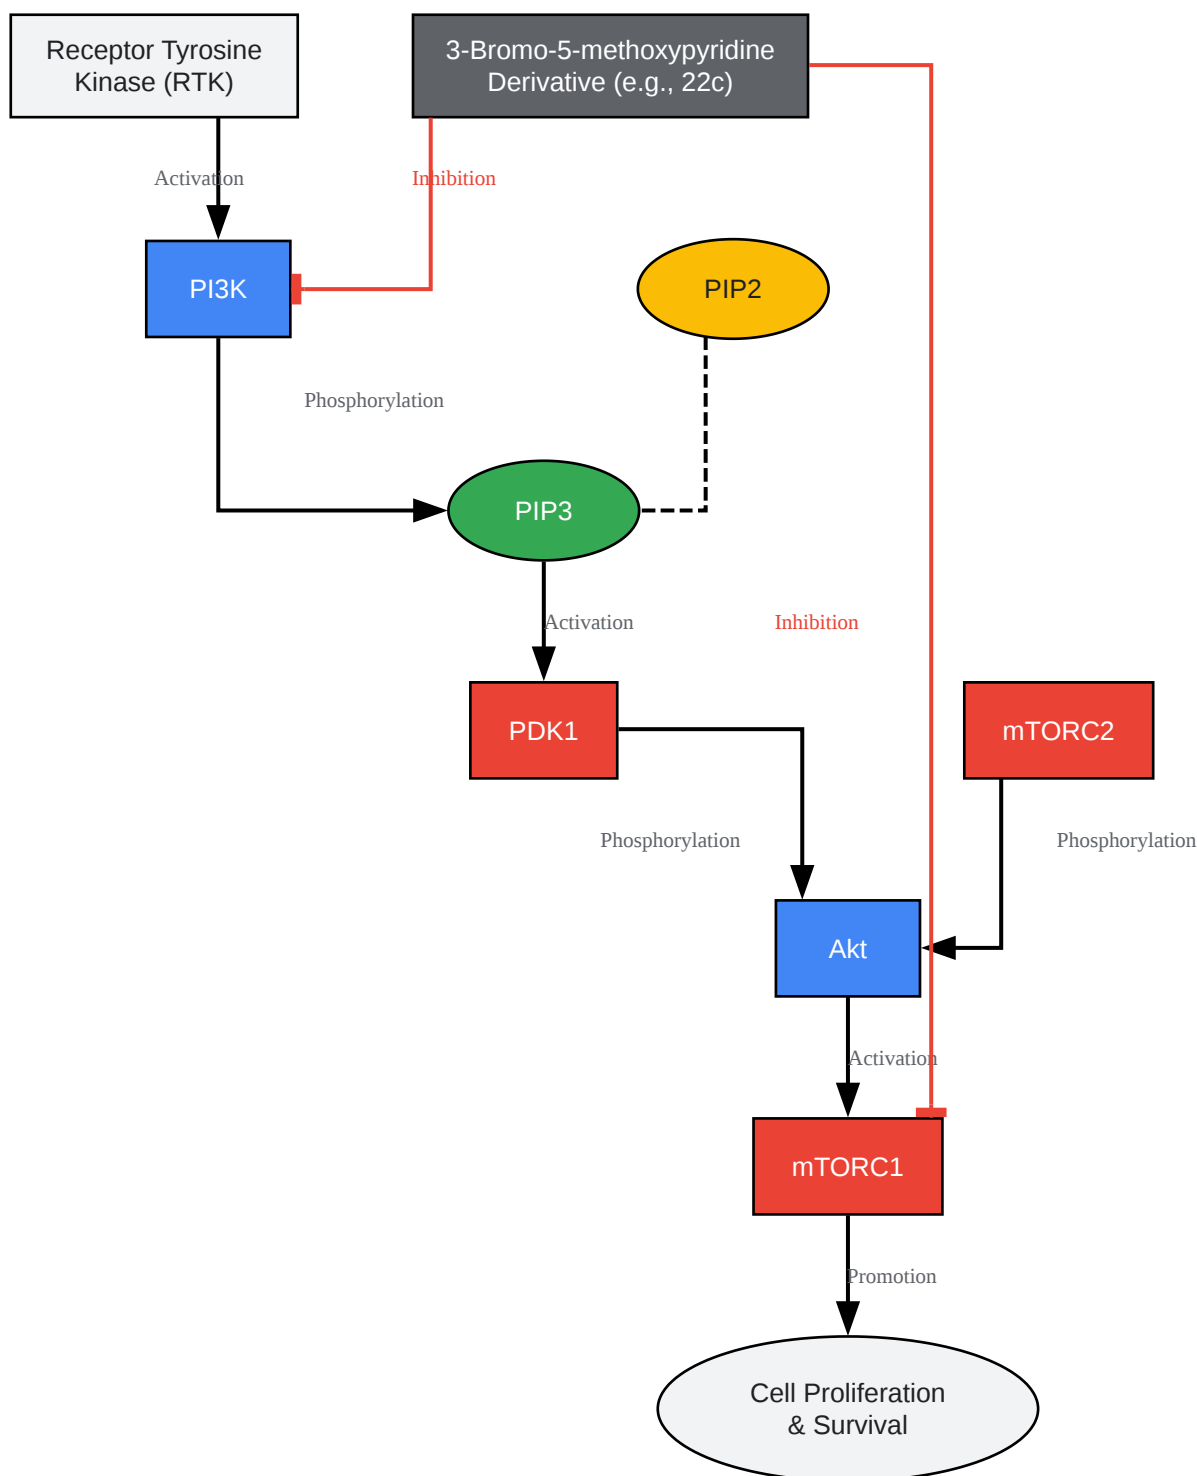 Receptor Tyrosine
Kinase (RTK)
3-Bromo-5-methoxypyridine
Derivative (e.g., 22c)
Activation
Inhibition
PI3K
PIP2
Phosphorylation
PIP3
Activation
Inhibition
PDK1
mTORC2
Phosphorylation
Phosphorylation
Akt
Activation
mTORC1
Promotion
Cell Proliferation
& Survival